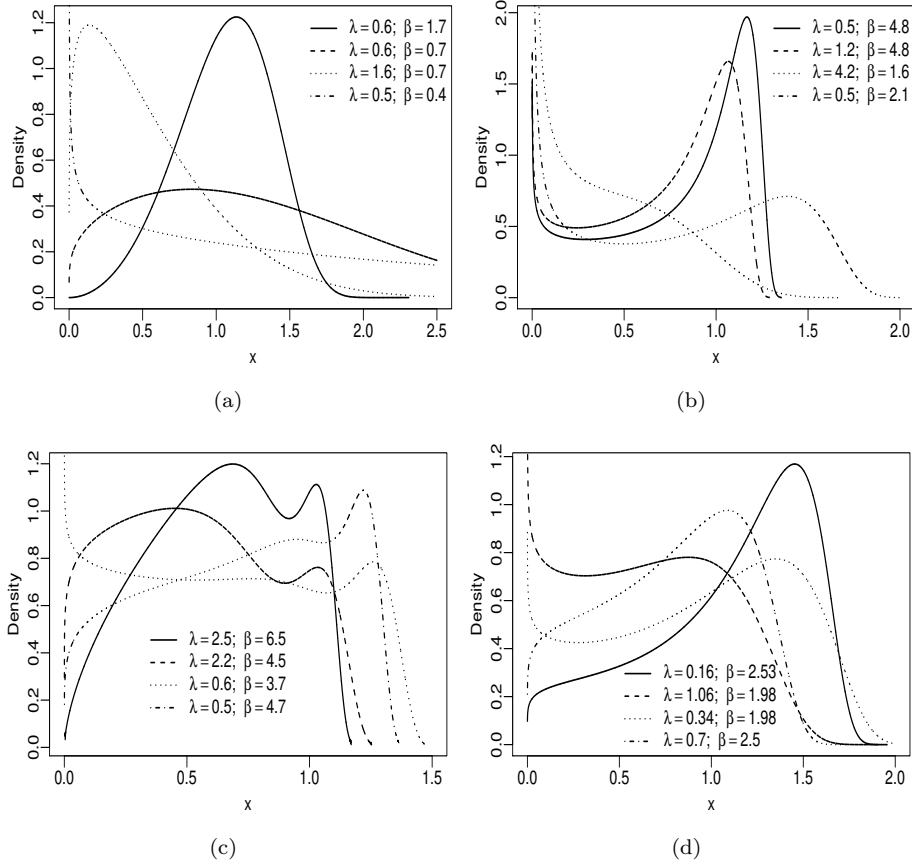 Density
0.0 0.2 0.4 0.6 0.8 1.0 1.2
λ=0.6; β=1.7
λ=0.6; β=0.7
λ=1.6; β=0.7
λ=0.5; β=0.4
0.0 0.5 1.0 1.5 2.0 2.5
x
(a)
Density
0.0 0.5 1.0 1.5 2.0
λ=0.5; β=4.8
λ=1.2; β=4.8
λ=4.2; β=1.6
λ=0.5; β=2.1
0.0 0.5 1.0 1.5 2.0
x
(b)
Density
0.0 0.2 0.4 0.6 0.8 1.0 1.2
λ=2.5; β=6.5
λ=2.2; β=4.5
λ=0.6; β=3.7
λ=0.5; β=4.7
0.0 0.5 1.0 1.5
x
(c)
Density
0.0 0.2 0.4 0.6 0.8 1.0 1.2
λ=0.16; β=2.53
λ=1.06; β=1.98
λ=0.34; β=1.98
λ=0.7; β=2.5
0.0 0.5 1.0 1.5 2.0
x
(d)